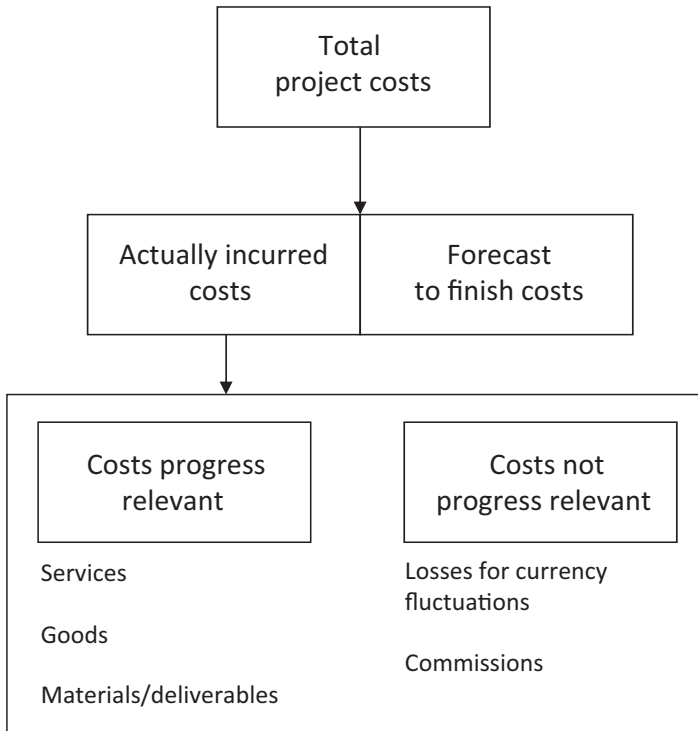 Total
project costs
Actually incurred
costs
Forecast
to finish costs
Costs progress
relevant
Costs not
progress relevant
Services
Goods
Materials/deliverables
Losses for currency
fluctuations
Commissions